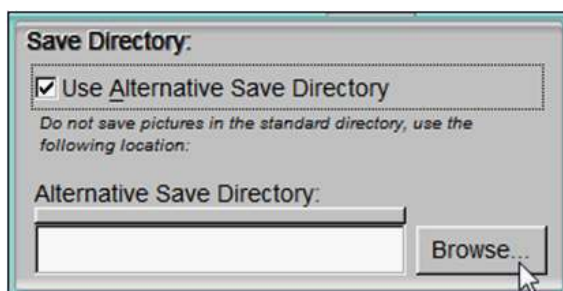 Save Directory:
Use Alternative Save Directory
Do not save pictures in the standard directory, use the
following location:
Alternative Save Directory:
Browse...